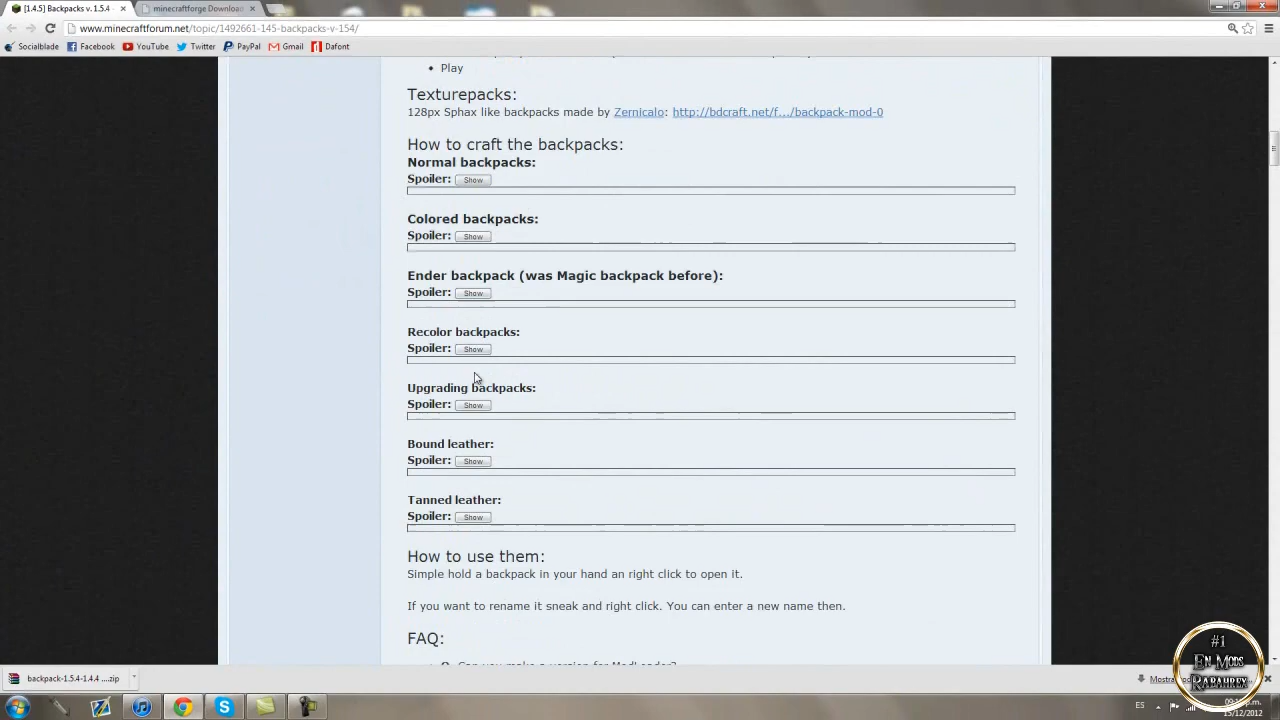 [1.4.5] Backpacks v. 1.5.4
minecraftforge Download
www.minecraftforum.net/topic/1492661-145-backpacks-v-154/
Socialblade Facebook YouTube Twitter PayPal Gmail Dafont
• Play
Texturepacks:
128px Sphax like backpacks made by Zernicalo: http://bdcraft.net/f.../backpack-mod-0
How to craft the backpacks:
Normal backpacks:
Spoiler: Show
Colored backpacks:
Spoiler: Show
Ender backpack (was Magic backpack before):
Spoiler: Show
Recolor backpacks:
Spoiler: Show
Upgrading backpacks:
Spoiler: Show
Bound leather:
Spoiler: Show
Tanned leather:
Spoiler: Show
How to use them:
Simple hold a backpack in your hand an right click to open it.
If you want to rename it sneak and right click. You can enter a new name then.
FAQ:
#1
En Mods
Rabahrex
backpack-1.5.4-1.4.4 ....zip
ES
15/12/2012